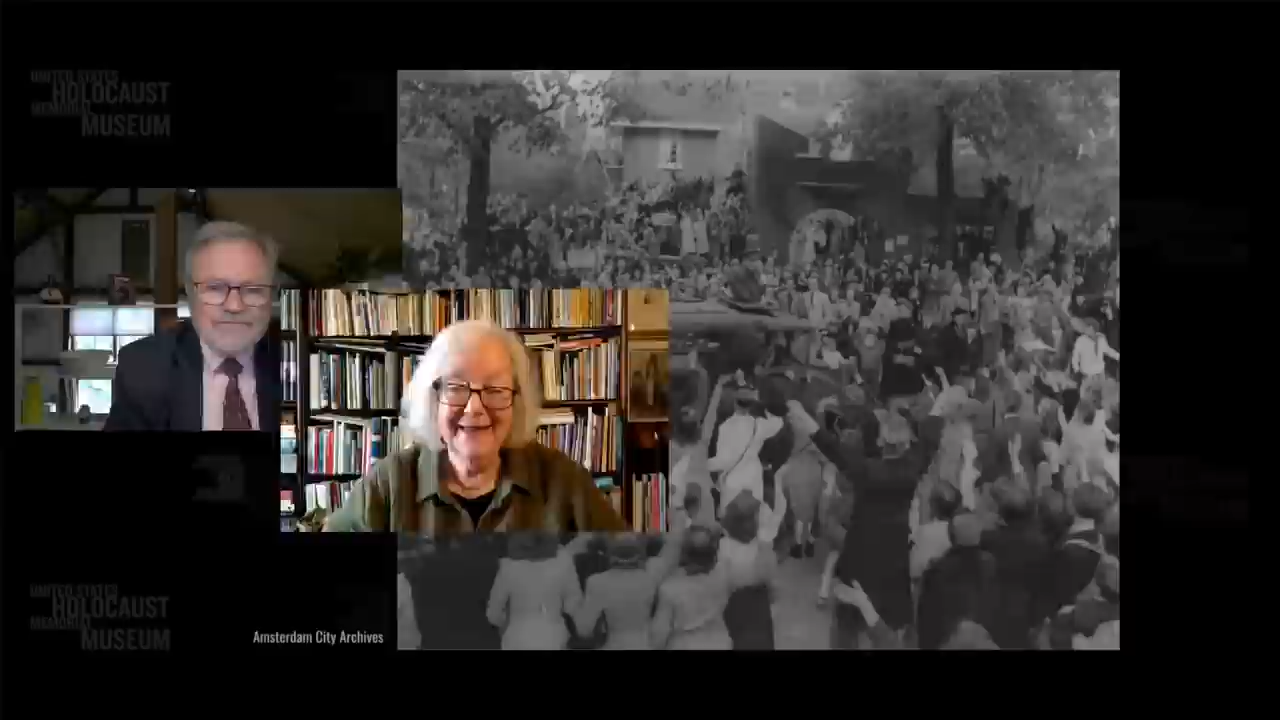 UNITED STATES
HOLOCAUST
MEMORIAL
MUSEUM
UNITED STATES
HOLOCAUST
MEMORIAL
MUSEUM
Amsterdam City Archives